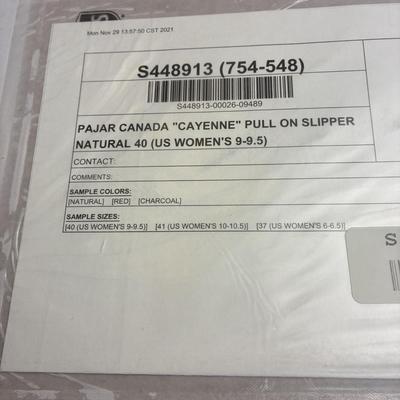 Mon Nov 29 13:57:50 CST 2021
S448913 (754-548)
S448913-00026-09489
PAJAR CANADA "CAYENNE" PULL ON SLIPPER
NATURAL 40 (US WOMEN'S 9-9.5)
CONTACT:
COMMENTS:
SAMPLE COLORS:
[NATURAL] [RED] [CHARCOAL]
SAMPLE SIZES:
[40 (US WOMEN'S 9-9.5)] [41 (US WOMEN'S 10-10.5)] [37 (US WOMEN'S 6-6.5)]
S